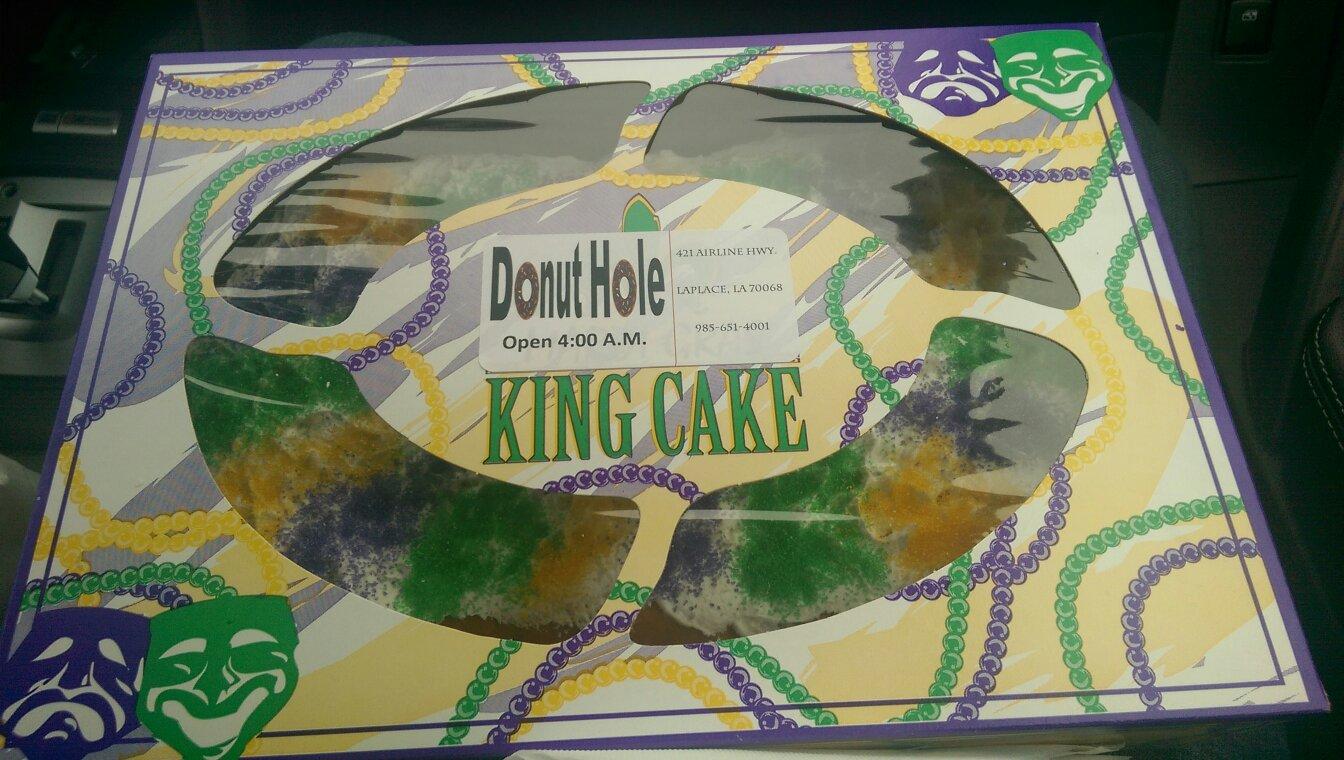 Donut Hole
Open 4:00 A.M.
421 AIRLINE HWY.
LAPLACE, LA 70068
985-651-4001
KING CAKE